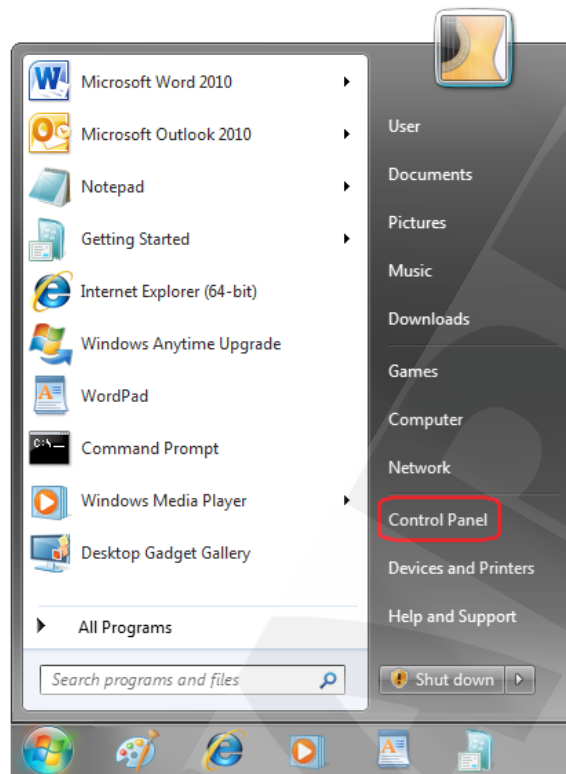 Microsoft Word 2010
Microsoft Outlook 2010
Notepad
Getting Started
Internet Explorer (64-bit)
Windows Anytime Upgrade
WordPad
C:\_
Command Prompt
Windows Media Player
Desktop Gadget Gallery
All Programs
Search programs and files
User
Documents
Pictures
Music
Downloads
Games
Computer
Network
Control Panel
Devices and Printers
Help and Support
Shut down